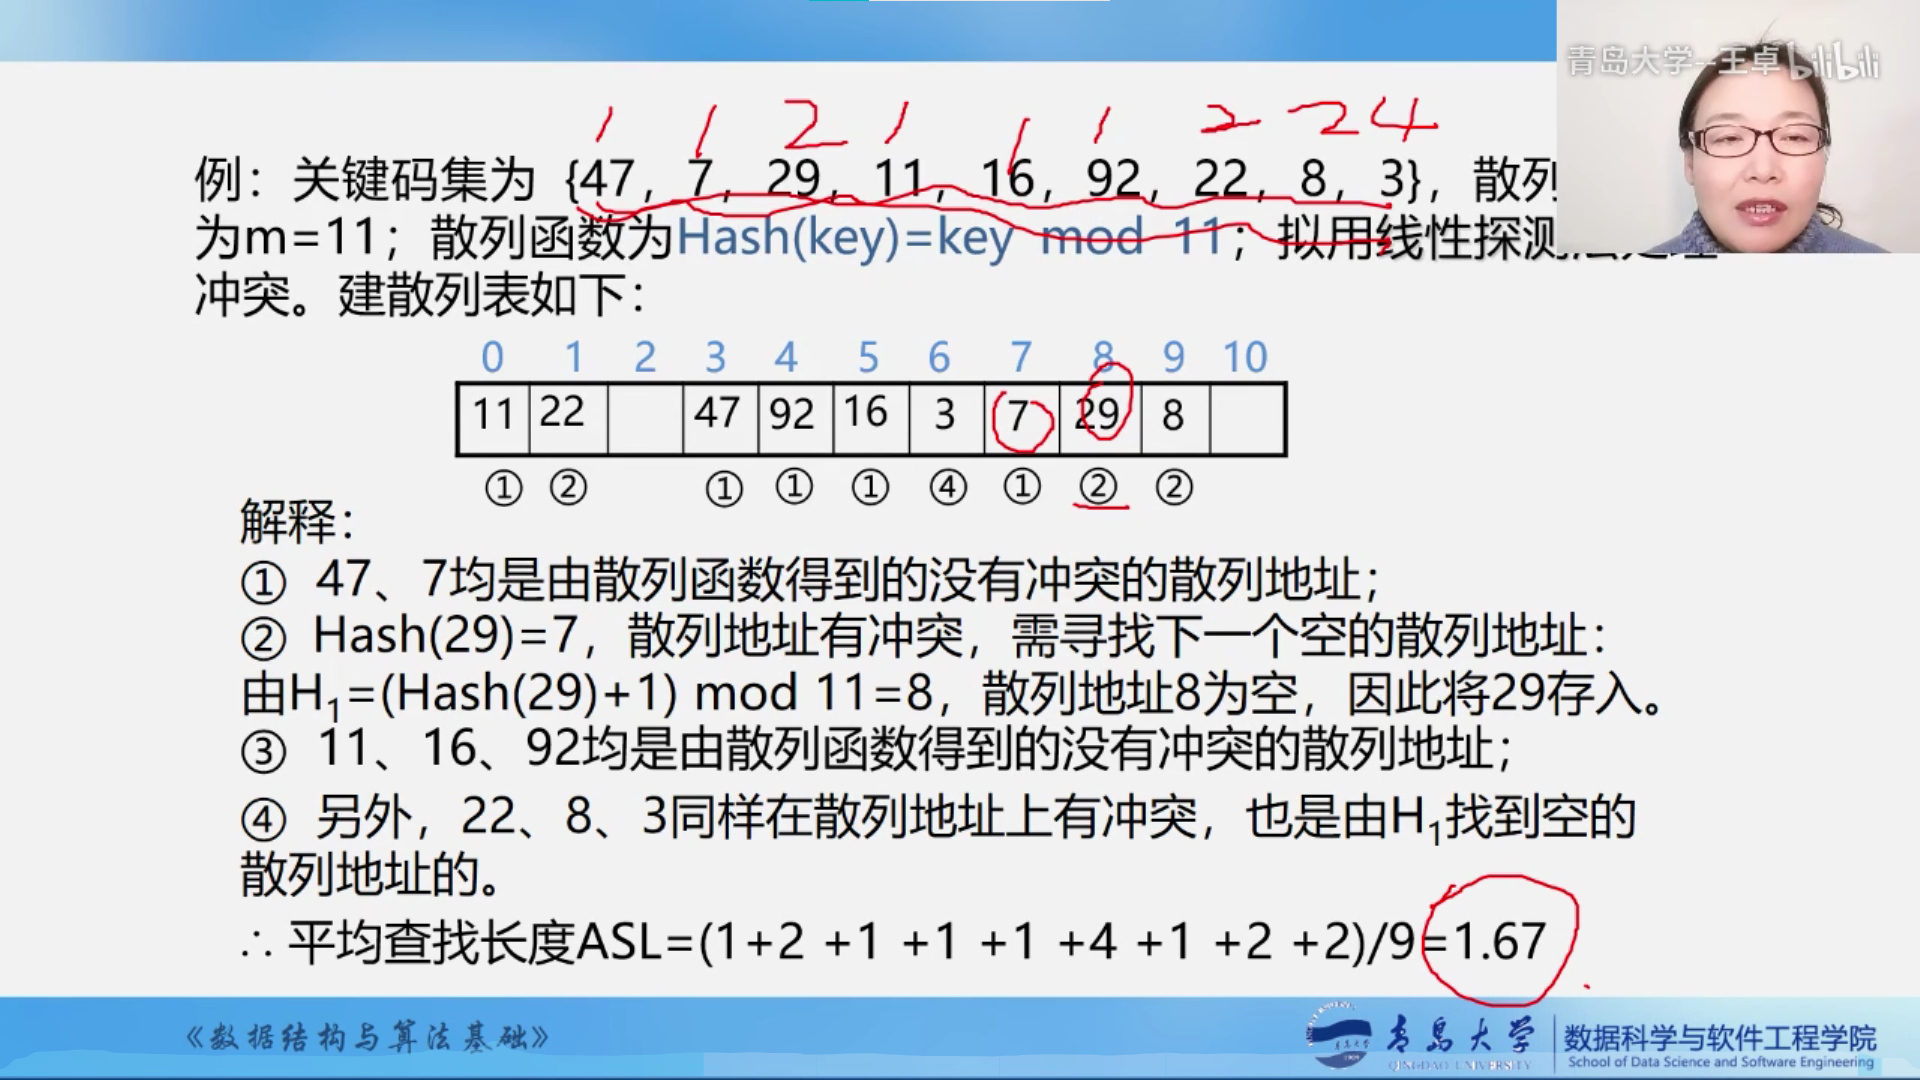 青岛大学--王卓 bilibili
1 1 2 1 1 1 2 2 4
例：关键码集为 {47，7，29，11，16，92，22，8，3}，散列
为m=11；散列函数为Hash(key)=key mod 11；拟用线性探测
冲突。建散列表如下：
0 1 2 3 4 5 6 7 8 9 10
11 22 47 92 16 3 7 29 8
① ② ① ① ① ④ ① ② ②
解释：
① 47、7均是由散列函数得到的没有冲突的散列地址；
② Hash(29)=7，散列地址有冲突，需寻找下一个空的散列地址：
由H₁=(Hash(29)+1) mod 11=8，散列地址8为空，因此将29存入。
③ 11、16、92均是由散列函数得到的没有冲突的散列地址；
④ 另外，22、8、3同样在散列地址上有冲突，也是由H₁找到空的
散列地址的。
∴ 平均查找长度ASL=(1+2 +1 +1 +1 +4 +1 +2 +2)/9=1.67
《数据结构与算法基础》
青岛大学
QINGDAO UNIVERSITY
数据科学与软件工程学院
School of Data Science and Software Engineering